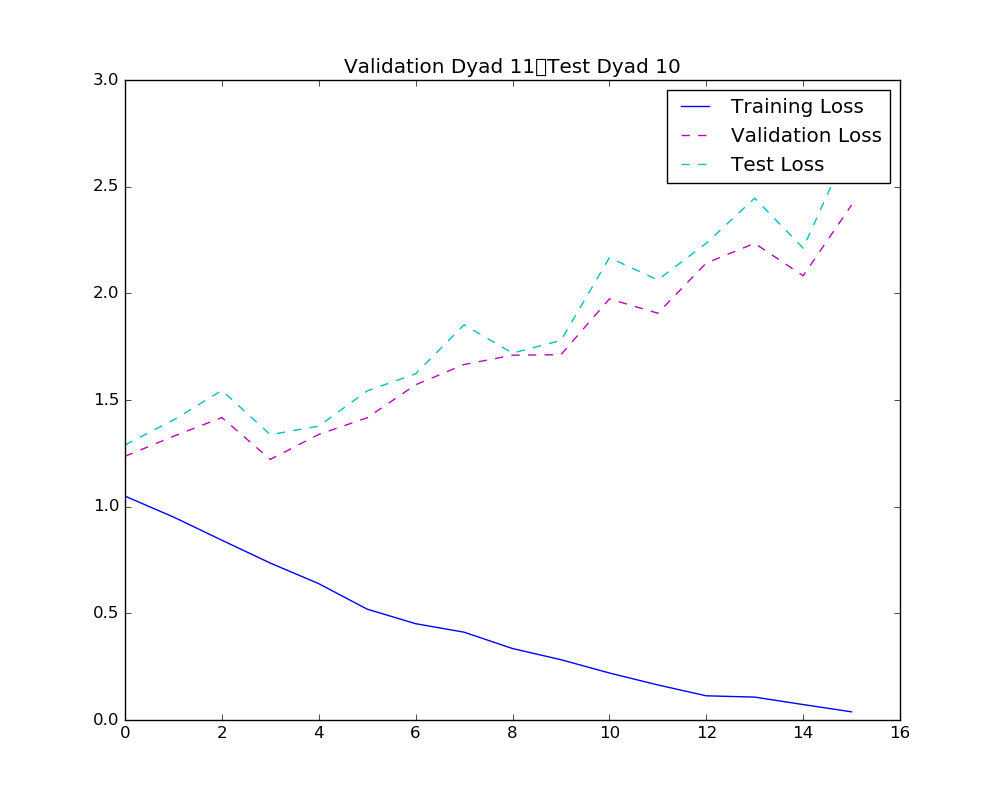 Validation Dyad 11▯Test Dyad 10
3.0
2.5
2.0
1.5
1.0
0.5
0.0
Training Loss
Validation Loss
Test Loss
0 2 4 6 8 10 12 14 16